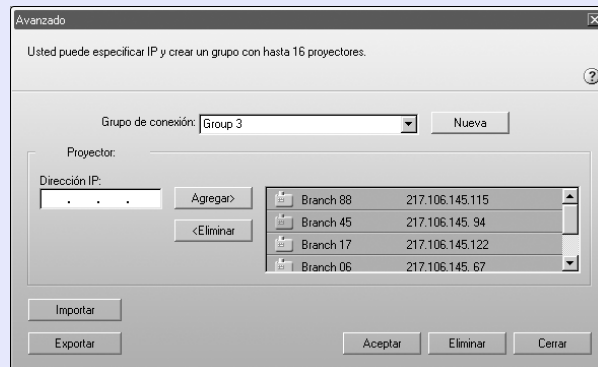 Avanzado
Usted puede especificar IP y crear un grupo con hasta 16 proyectores.
?
Grupo de conexión: Group 3
Nueva
Proyector:
Dirección IP:
. . .
Agregar>
<Eliminar
Branch 88 217.106.145.115
Branch 45 217.106.145. 94
Branch 17 217.106.145.122
Branch 06 217.106.145. 67
Importar
Exportar
Aceptar
Eliminar
Cerrar